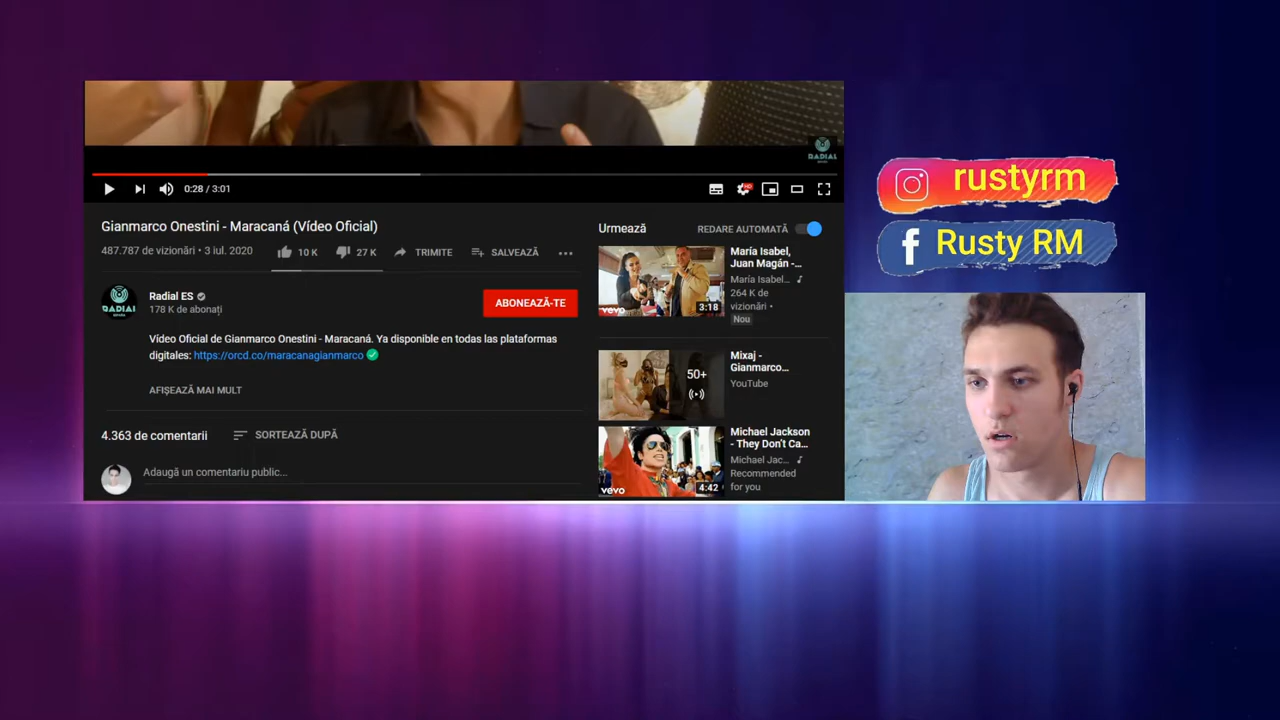 RADIAL
0:28 / 3:01
HD
Gianmarco Onestini - Maracaná (Vídeo Oficial)
487.787 de vizionări • 3 iul. 2020
10 K
27 K
TRIMITE
SALVEAZĂ
RADIAL
Radial ES
178 K de abonați
ABONEAZĂ-TE
Vídeo Oficial de Gianmarco Onestini - Maracaná. Ya disponible en todas las plataformas
digitales: https://orcd.co/maracanagianmarco
AFIȘEAZĂ MAI MULT
4.363 de comentarii
SORTEAZĂ DUPĂ
Adaugă un comentariu public...
Urmează
REDARE AUTOMATĂ
vevo
3:18
María Isabel,
Juan Magán -...
María Isabel...
264 K de
vizionări •
Nou
50+
Mixaj -
Gianmarco...
YouTube
vevo
4:42
Michael Jackson
- They Don't Ca...
Michael Jac...
Recommended
for you
rustyrm
Rusty RM